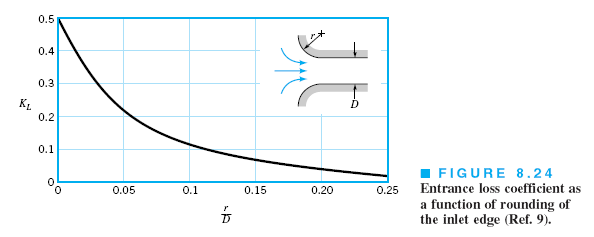 0.5
0.4
0.3
0.2
0.1
0
K_L
0
0.05
0.1
0.15
0.20
0.25
r
D
r
D
■ FIGURE 8.24
Entrance loss coefficient as
a function of rounding of
the inlet edge (Ref. 9).